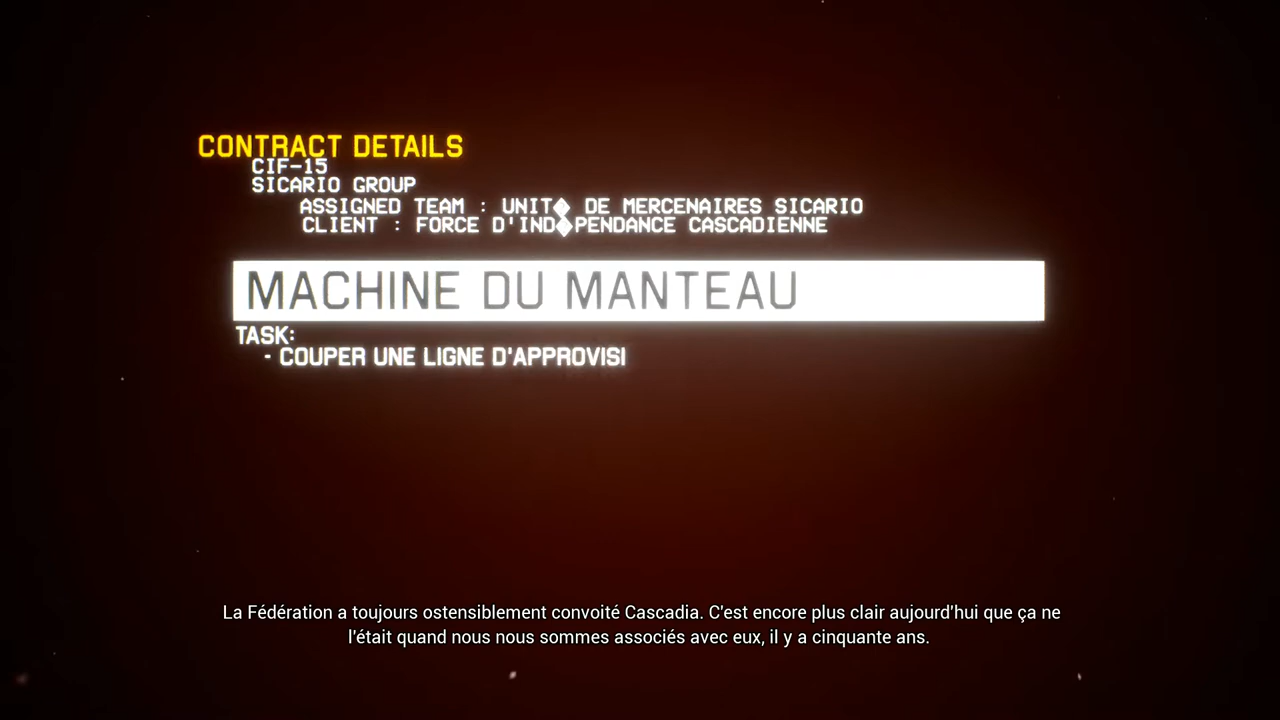 CONTRACT DETAILS
CIF-15
SICARIO GROUP
ASSIGNED TEAM : UNIT� DE MERCENAIRES SICARIO
CLIENT : FORCE D'IND�PENDANCE CASCADIENNE
MACHINE DU MANTEAU
TASK:
- COUPER UNE LIGNE D'APPROVISI
La Fédération a toujours ostensiblement convoité Cascadia. C'est encore plus clair aujourd'hui que ça ne
l'était quand nous nous sommes associés avec eux, il y a cinquante ans.